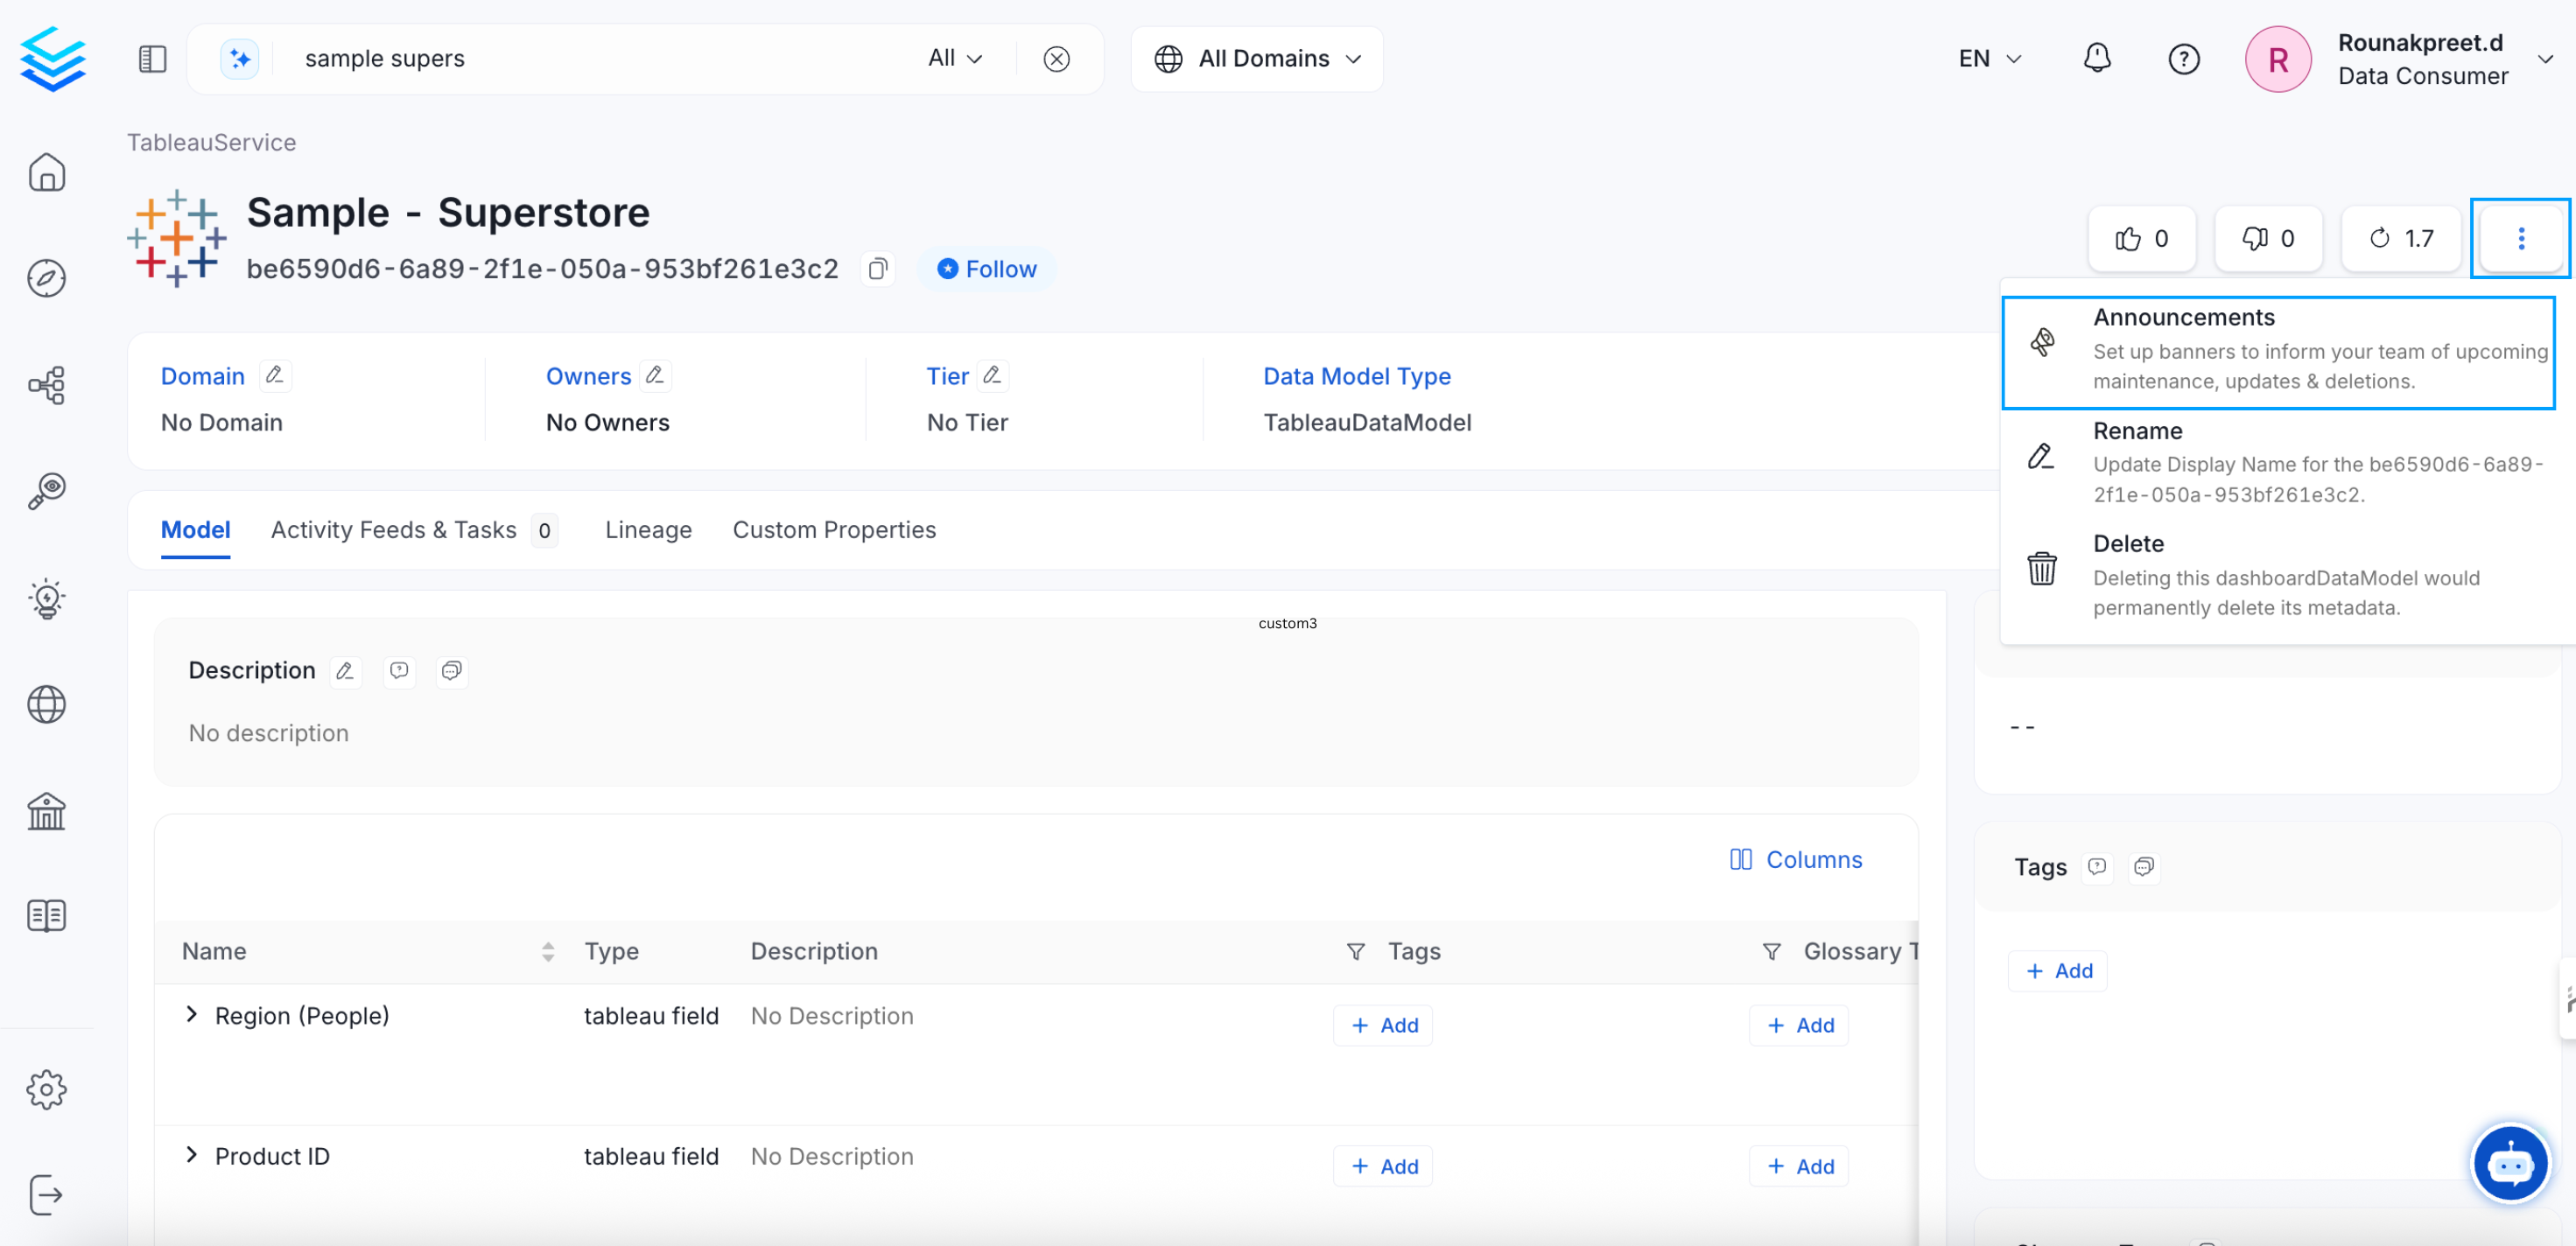 sample supers
All
All Domains
EN
R
Rounakpreet.d
Data Consumer
TableauService
Sample - Superstore
be6590d6-6a89-2f1e-050a-953bf261e3c2
Follow
0
0
1.7
Announcements
Set up banners to inform your team of upcoming
maintenance, updates & deletions.
Rename
Update Display Name for the be6590d6-6a89-
2f1e-050a-953bf261e3c2.
Delete
Deleting this dashboardDataModel would
permanently delete its metadata.
Domain
No Domain
Owners
No Owners
Tier
No Tier
Data Model Type
TableauDataModel
Model
Activity Feeds & Tasks 0
Lineage
Custom Properties
custom3
Description
No description
--
Columns
Tags
Add
Name Type Description Tags Glossary T
Region (People) tableau field No Description Add Add
Product ID tableau field No Description Add Add